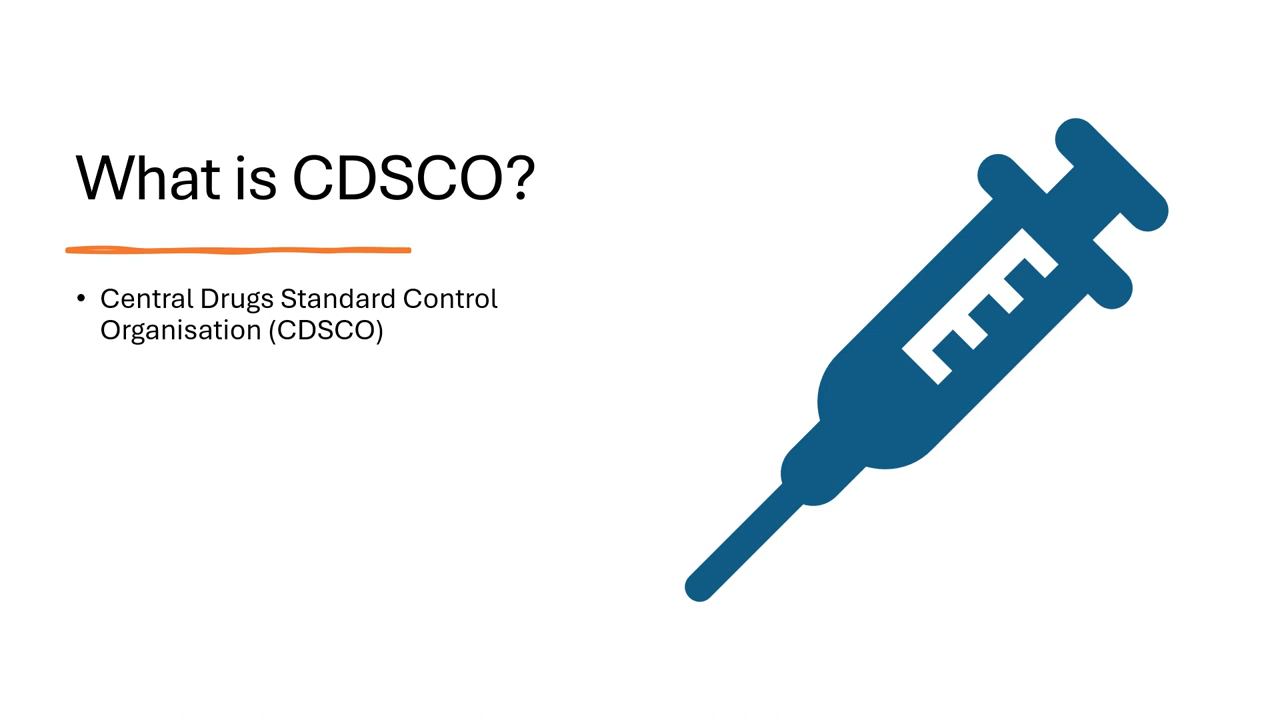 What is CDSCO?
• Central Drugs Standard Control
Organisation (CDSCO)